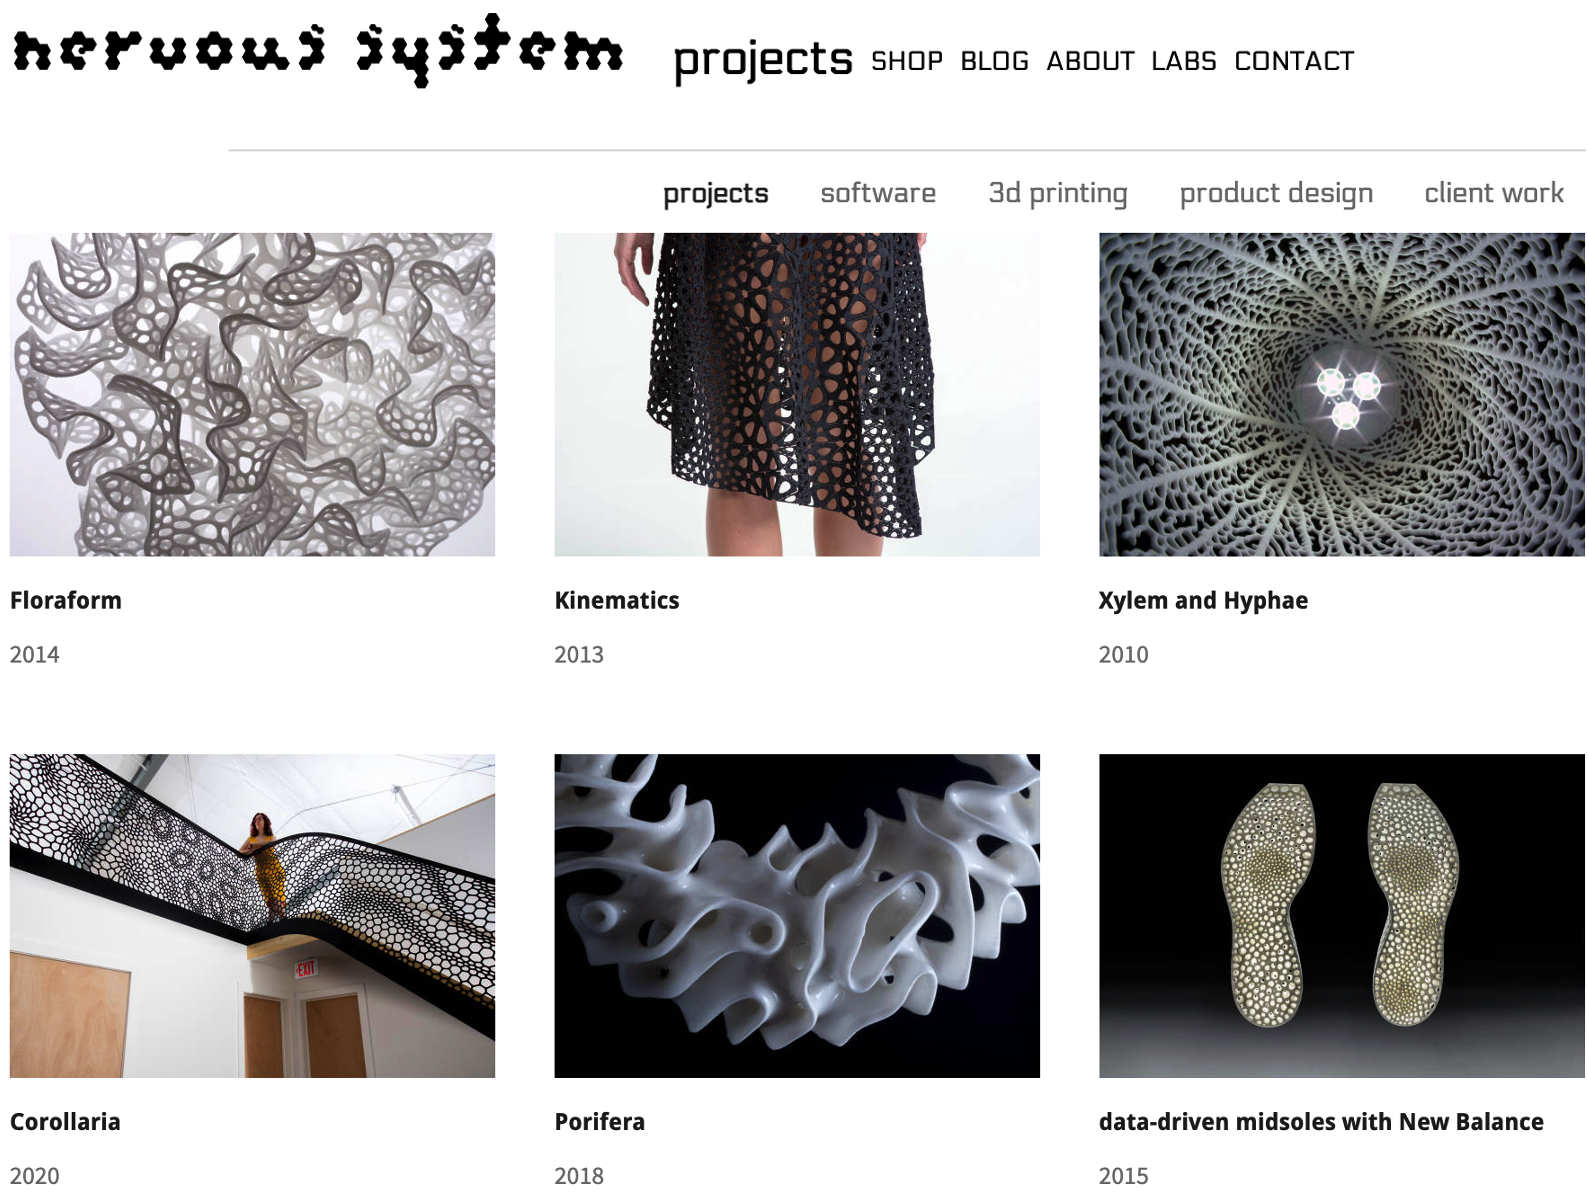 nervous system
projects SHOP BLOG ABOUT LABS CONTACT
projects software 3d printing product design client work
Floraform
2014
Kinematics
2013
Xylem and Hyphae
2010
EXIT
Corollaria
2020
Porifera
2018
data-driven midsoles with New Balance
2015